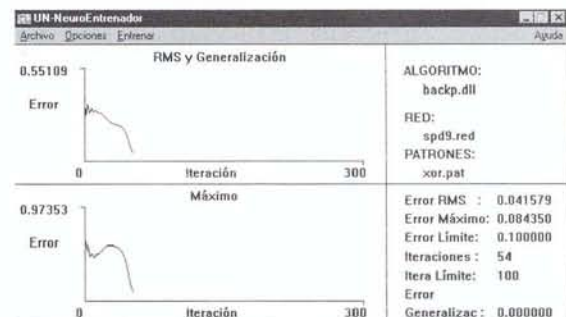 UN-NeuroEntrenador
Archivo Opciones Entrenar Ayuda
RMS y Generalización
0.55109
Error
0 Iteración 300
Máximo
0.97353
Error
0 Iteración 300
ALGORITMO:
backp.dll
RED:
spd9.red
PATRONES:
xor.pat
Error RMS : 0.041579
Error Máximo: 0.084350
Error Límite: 0.100000
Iteraciones : 54
Itera Límite: 100
Error
Generalizac: 0.000000